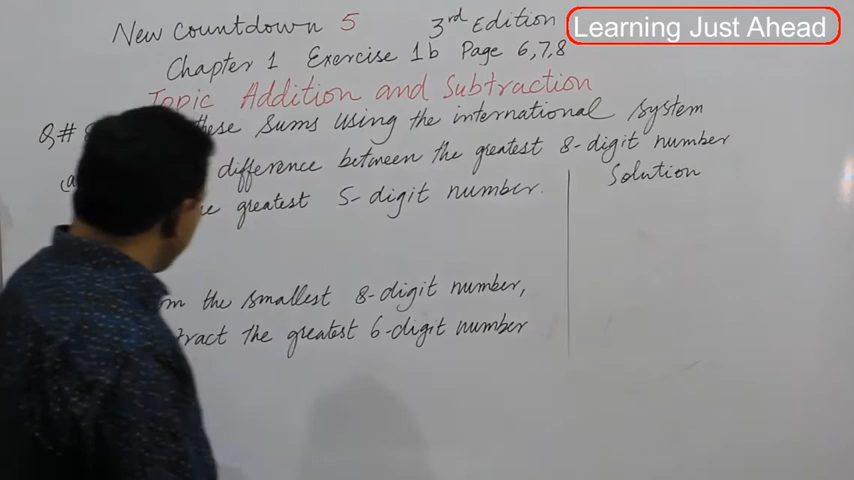 New Countdown 5 3rd Edition
Learning Just Ahead
Chapter 1 Exercise 1b Page 6,7,8
Topic Addition and Subtraction
Q# these sums using the international system
(a difference between the greatest 8-digit number
greatest 5-digit number.
Solution
the smallest 8-digit number,
the greatest 6-digit number